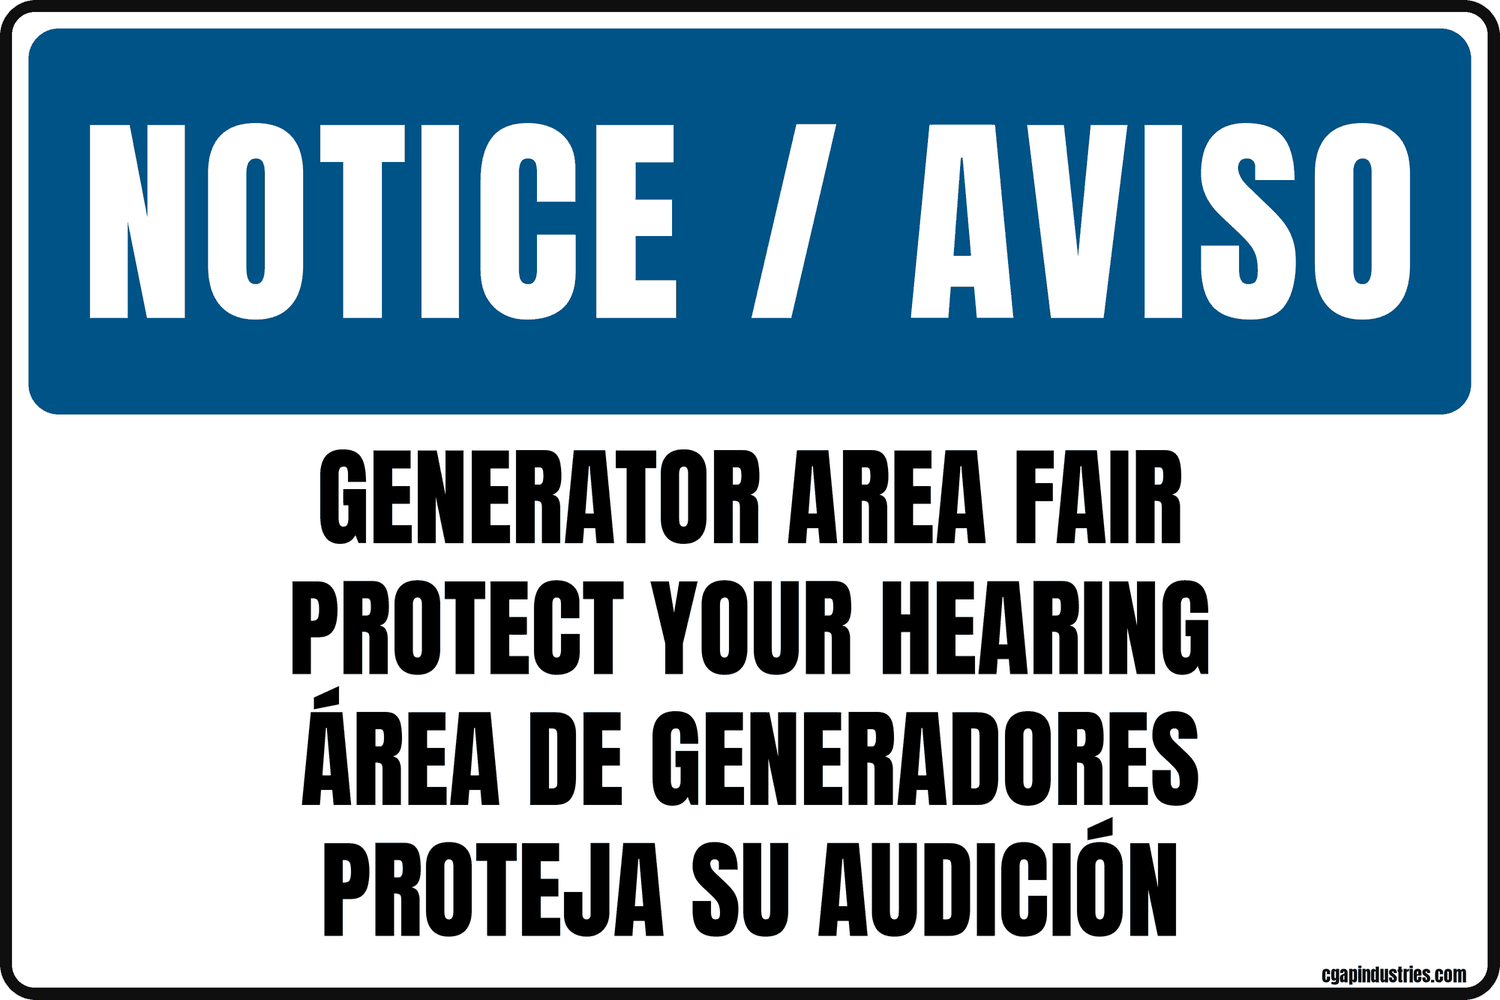 NOTICE / AVISO
GENERATOR AREA FAIR
PROTECT YOUR HEARING
ÁREA DE GENERADORES
PROTEJA SU AUDICIÓN
cgapindustries.com